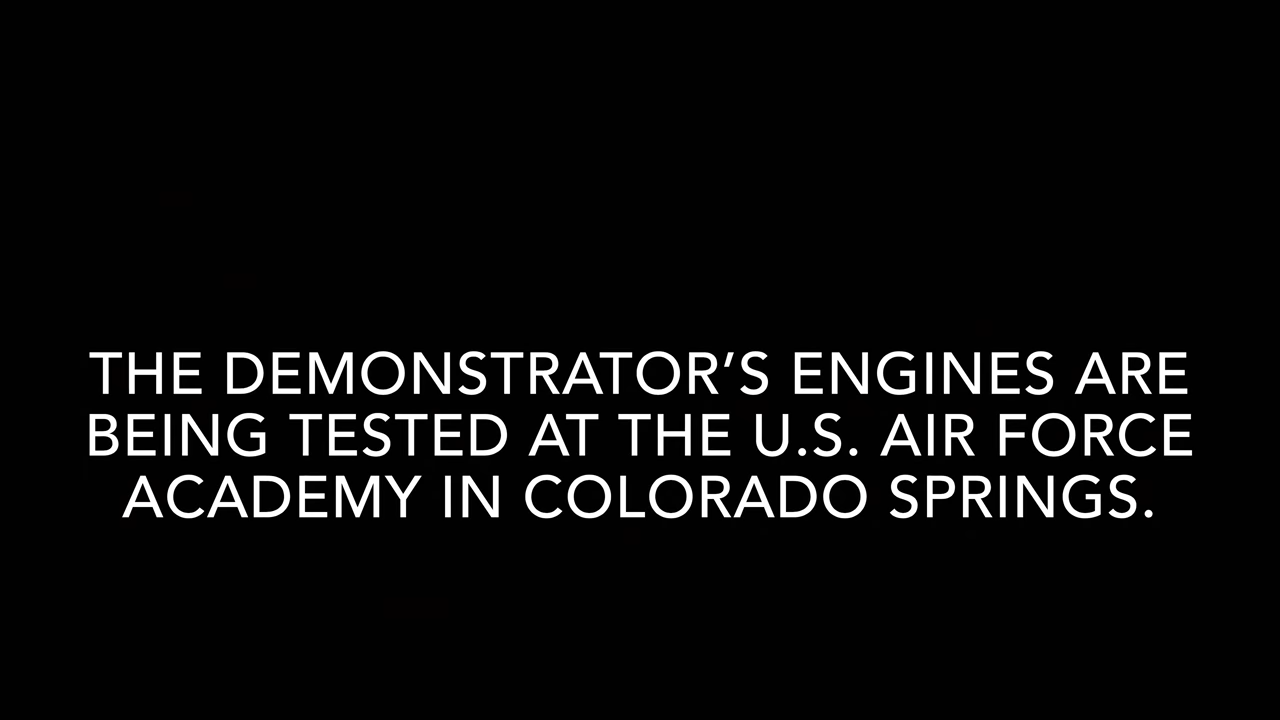 THE DEMONSTRATOR’S ENGINES ARE
BEING TESTED AT THE U.S. AIR FORCE
ACADEMY IN COLORADO SPRINGS.